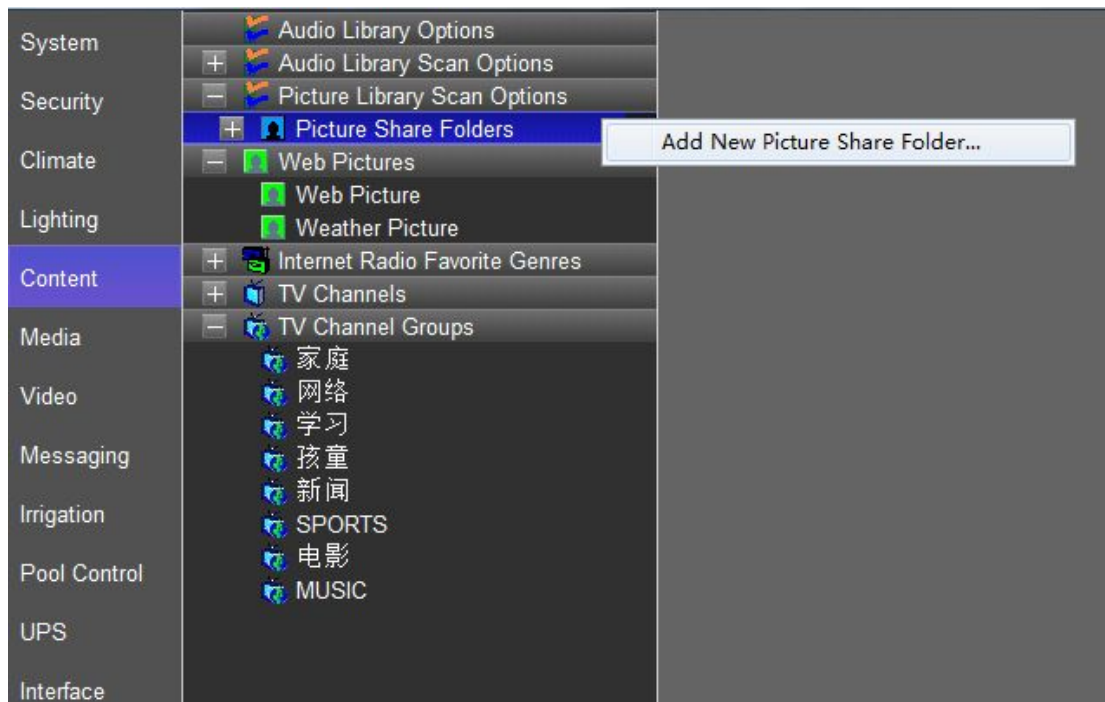 System
Security
Climate
Lighting
Content
Media
Video
Messaging
Irrigation
Pool Control
UPS
Interface
Audio Library Options
Audio Library Scan Options
Picture Library Scan Options
Picture Share Folders
Web Pictures
Web Picture
Weather Picture
Internet Radio Favorite Genres
TV Channels
TV Channel Groups
家庭
网络
学习
孩童
新闻
SPORTS
电影
MUSIC
Add New Picture Share Folder...